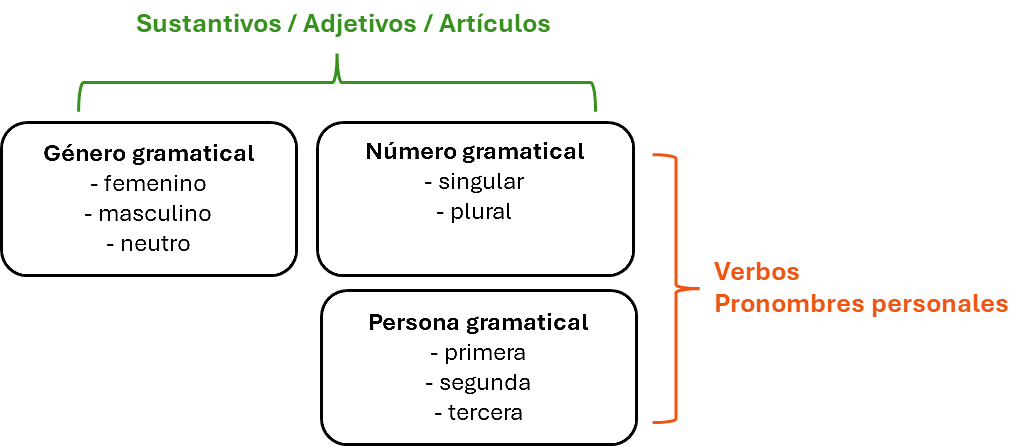 Sustantivos / Adjetivos / Artículos
Género gramatical
- femenino
- masculino
- neutro
Número gramatical
- singular
- plural
Persona gramatical
- primera
- segunda
- tercera
Verbos
Pronombres personales